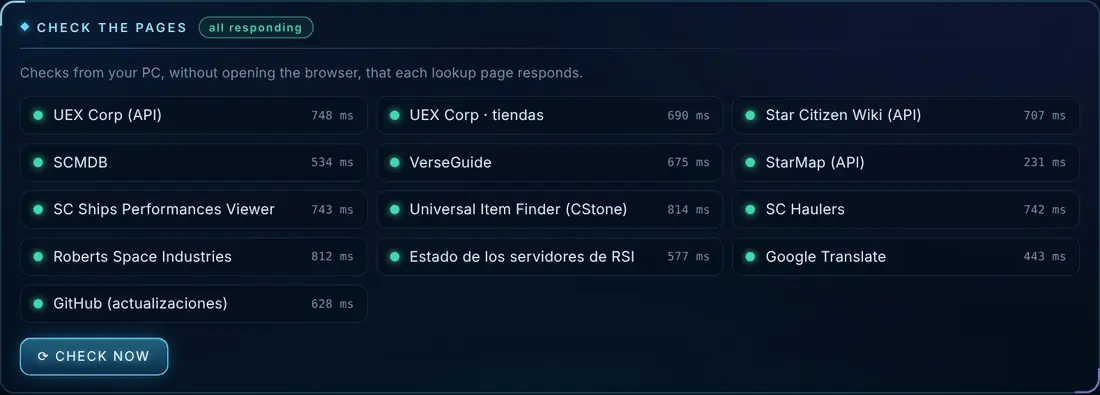 CHECK THE PAGES all responding
Checks from your PC, without opening the browser, that each lookup page responds.
UEX Corp (API) 748 ms
UEX Corp · tiendas 690 ms
Star Citizen Wiki (API) 707 ms
SCMDB 534 ms
VerseGuide 675 ms
StarMap (API) 231 ms
SC Ships Performances Viewer 743 ms
Universal Item Finder (CStone) 814 ms
SC Haulers 742 ms
Roberts Space Industries 812 ms
Estado de los servidores de RSI 577 ms
Google Translate 443 ms
GitHub (actualizaciones) 628 ms
⟳ CHECK NOW